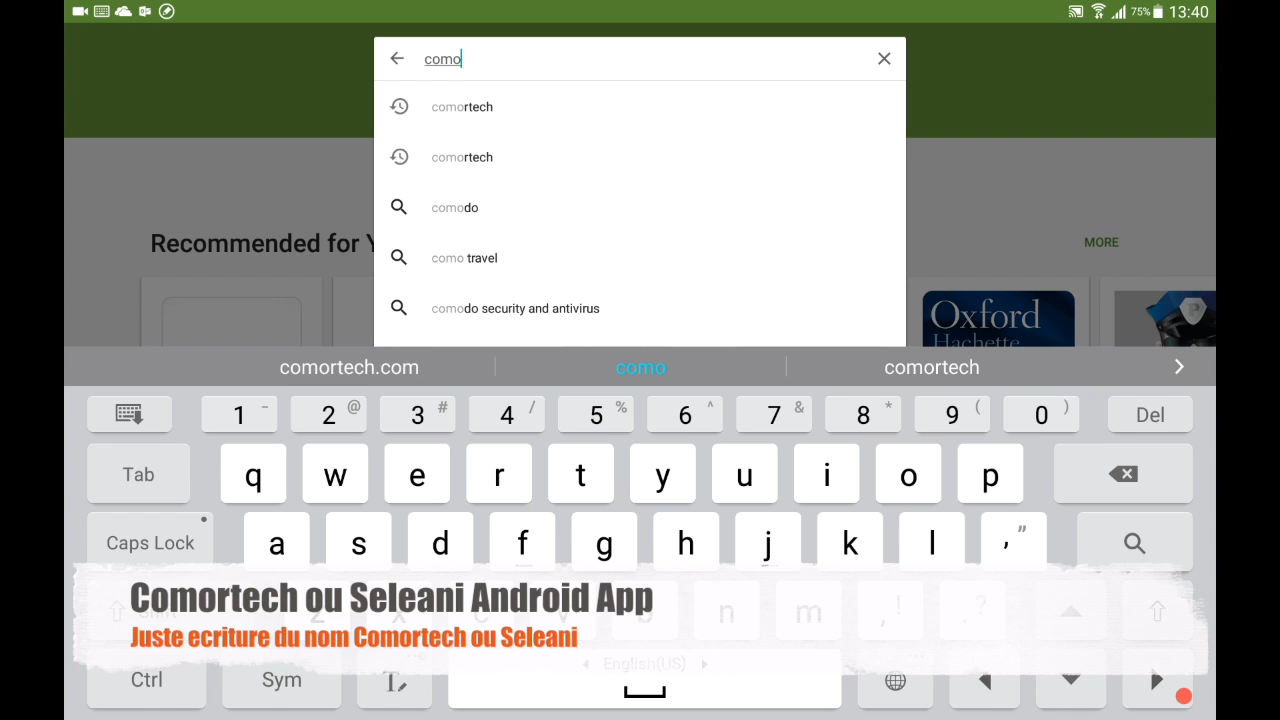 75% 13:40
como
comortech
comortech
comodo
como travel
comodo security and antivirus
Recommended for
MORE
Oxford
Hachette
comortech.com como comortech
1 - 2 @ 3 # 4 / 5 % 6 ^ 7 & 8 * 9 ( 0 ) Del
Tab q w e r t y u i o p
Caps Lock a s d f g h j k l , ”
Shift z x c v b n m , ! . ?
Comortech ou Seleani Android App
Juste ecriture du nom Comortech ou Seleani
English(US)
Ctrl Sym